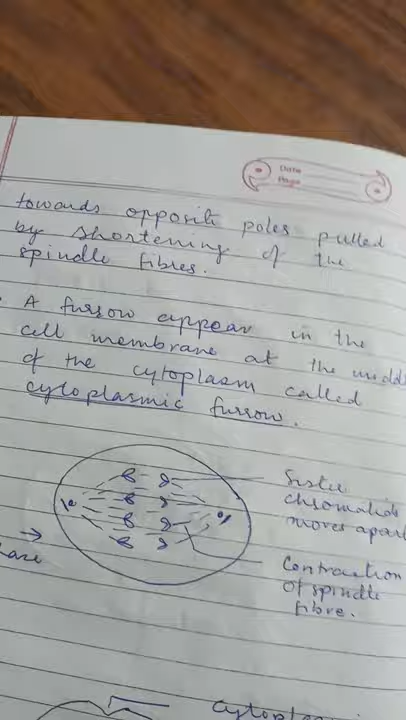 Date
Page
towards opposite poles pulled
by shortening of the
spindle fibres.
A furrow appear in the
cell membrane at the midd
of the cytoplasm called
cytoplasmic furrow.
Sister
chromatids
moves apart
Contraction
of spindle
fibre.